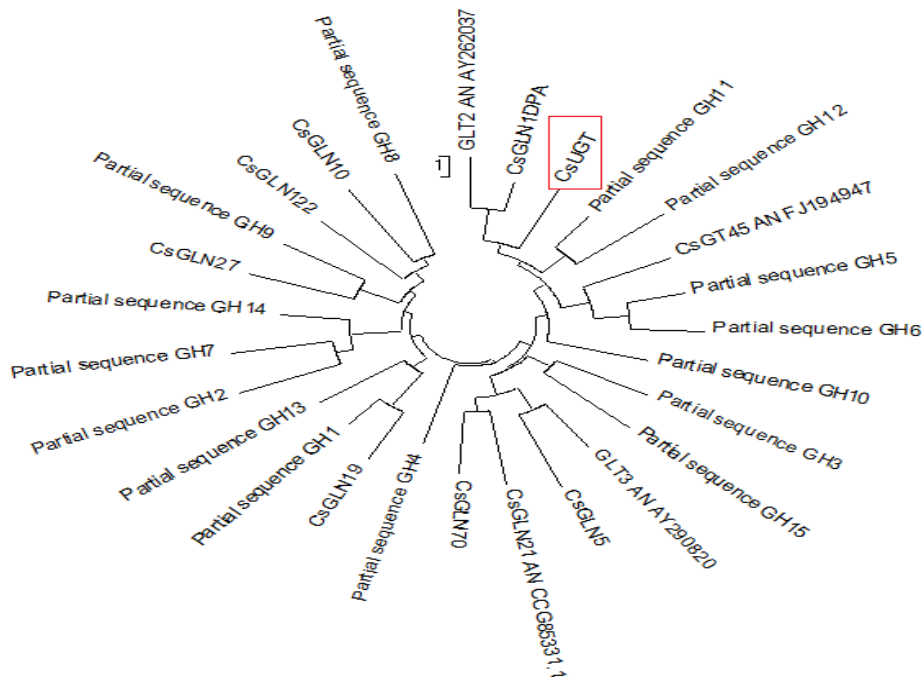 GLT2 AN AY262037
CsGLN1DPA
CsUGT
Partial sequence GH11
Partial sequence GH12
CsGT45 AN FJ194947
Partial sequence GH5
Partial sequence GH6
Partial sequence GH10
Partial sequence GH3
Partial sequence GH15
GLT3 AN AY290820
CsGLN5
CsGLN21 AN CCG85331.1
CsGLN70
Partial sequence GH4
CsGLN19
Partial sequence GH1
Partial sequence GH13
Partial sequence GH2
Partial sequence GH7
Partial sequence GH14
CsGLN27
Partial sequence GH9
CsGLN122
CsGLN10
Partial sequence GH8
1